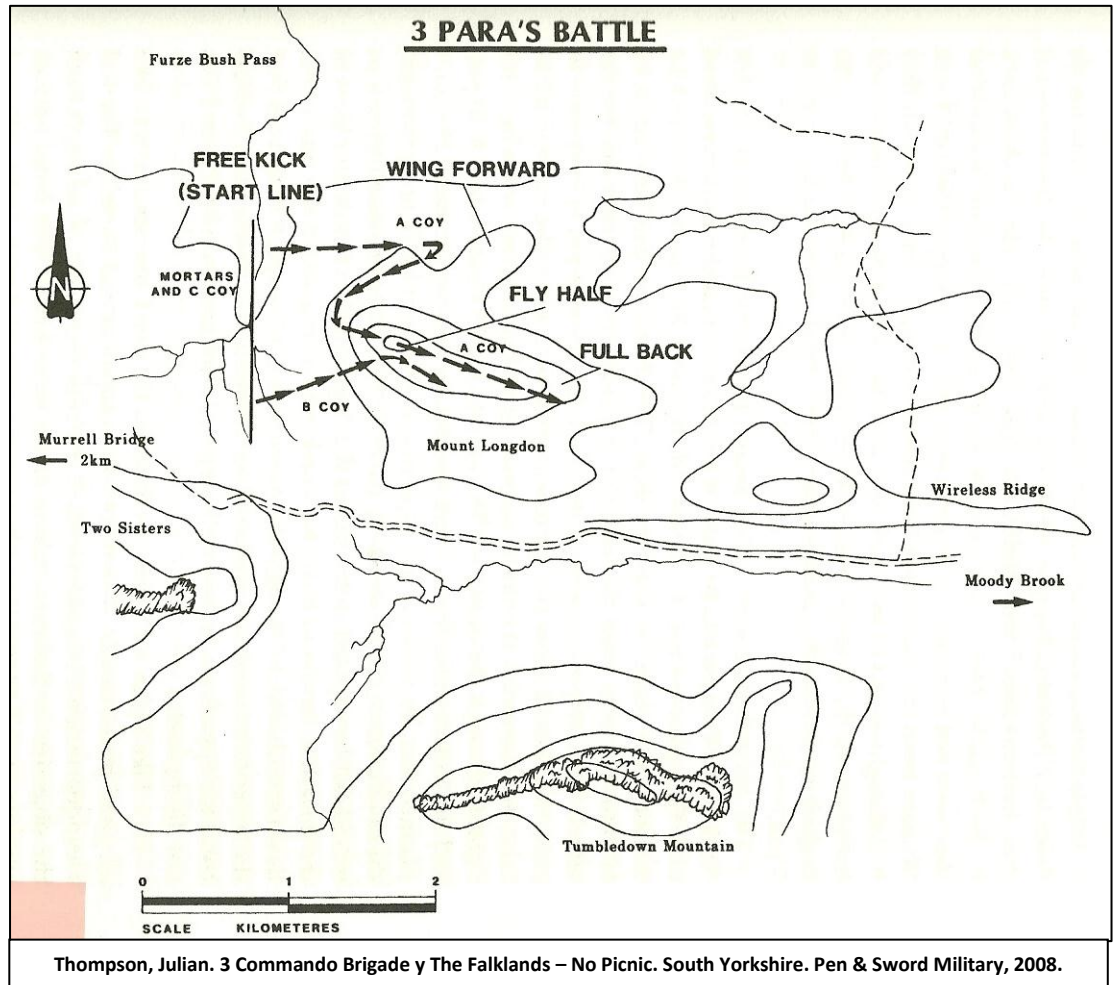 3 PARA'S BATTLE
Furze Bush Pass
FREE KICK
(START LINE)
WING FORWARD
A COY
N
MORTARS
AND C COY
FLY HALF
A COY
FULL BACK
B COY
Murrell Bridge
2km
Mount Longdon
Wireless Ridge
Two Sisters
Moody Brook
Tumbledown Mountain
0 1 2
SCALE KILOMETERES
Thompson, Julian. 3 Commando Brigade y The Falklands – No Picnic. South Yorkshire. Pen & Sword Military, 2008.